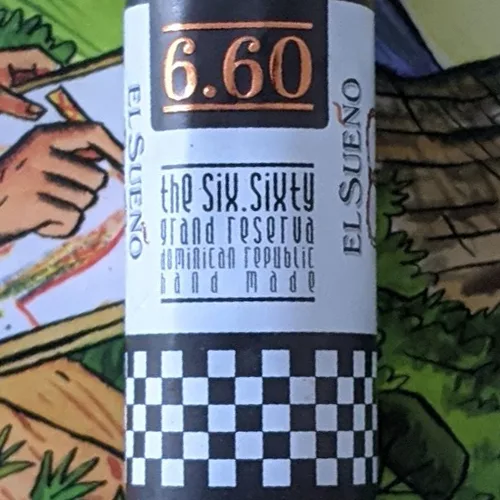 6.60
EL SUEÑO
the Six.Sixty
grand reserva
dominican republic
hand made
EL SUEÑO